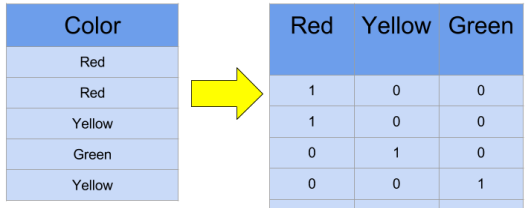 Color
Red
Red
Yellow
Green
Yellow
Red Yellow Green
1 0 0
1 0 0
0 1 0
0 0 1